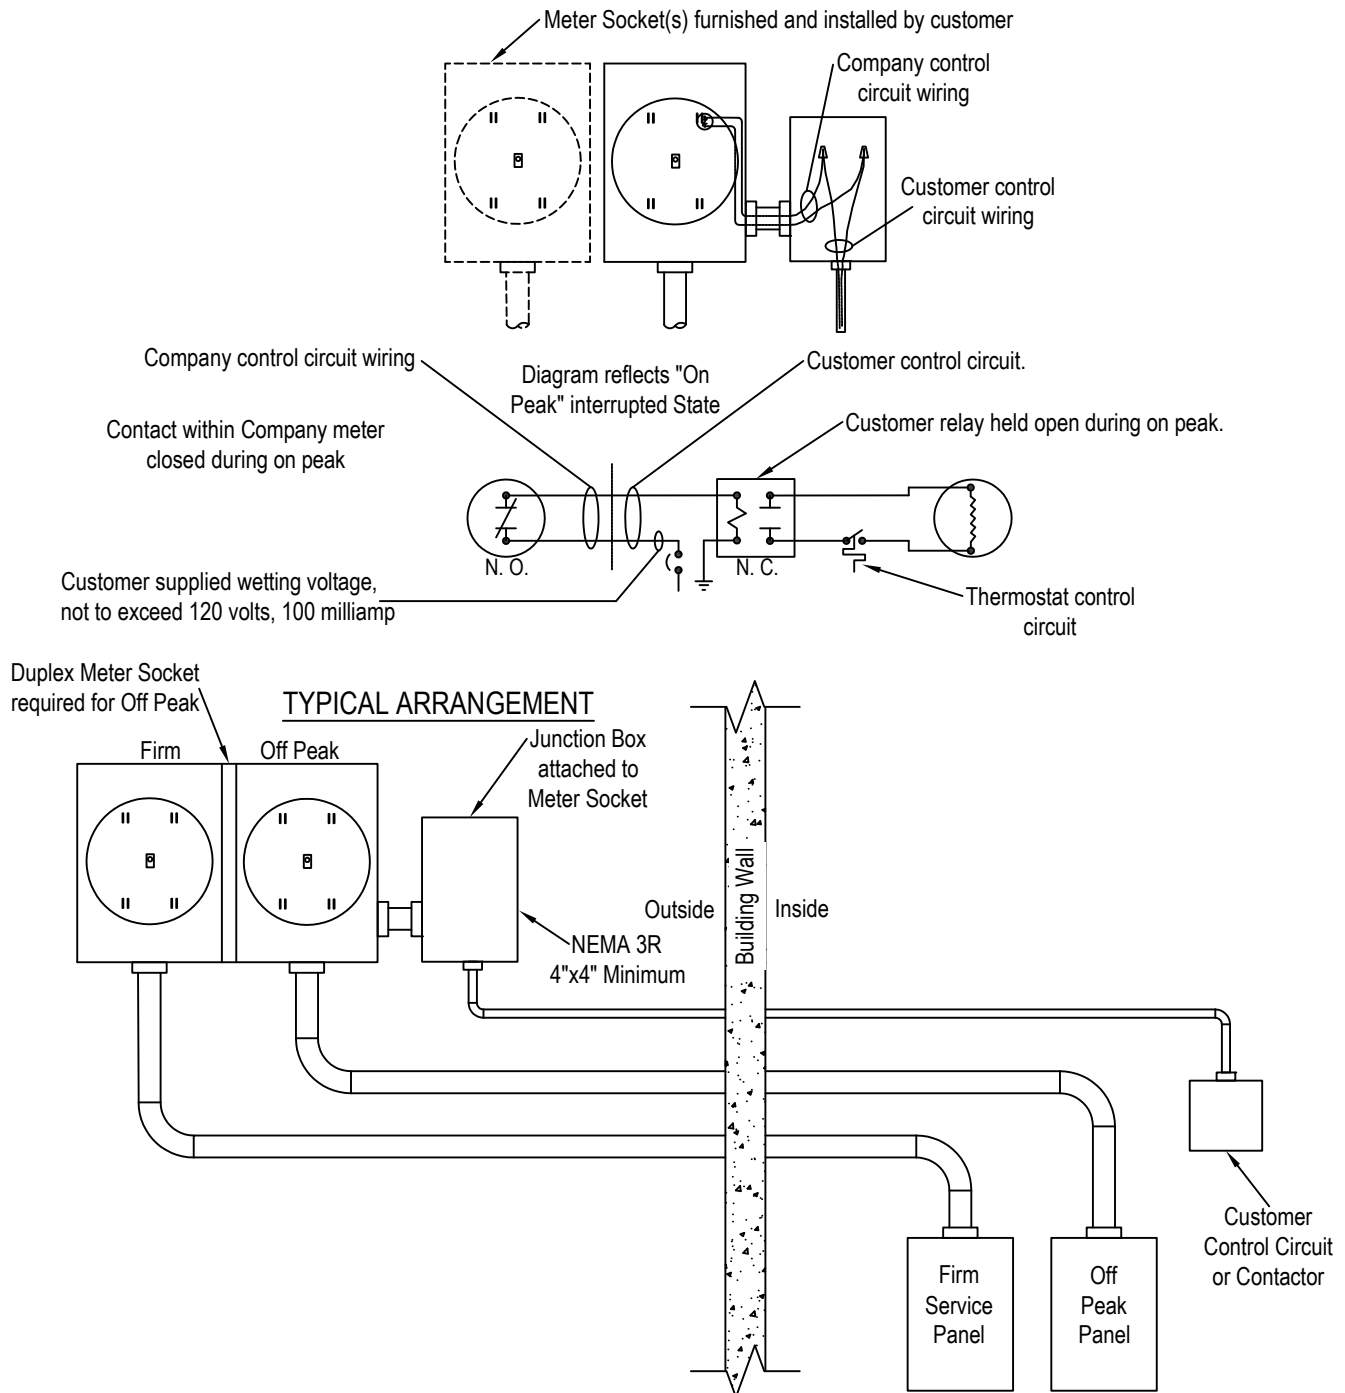 Meter Socket(s) furnished and installed by customer
Company control
circuit wiring
Customer control
circuit wiring
Company control circuit wiring
Diagram reflects "On
Peak" interrupted State
Customer control circuit.
Contact within Company meter
closed during on peak
Customer relay held open during on peak.
N. O.
N. C.
Customer supplied wetting voltage,
not to exceed 120 volts, 100 milliamp
Thermostat control
circuit
Duplex Meter Socket
required for Off Peak
TYPICAL ARRANGEMENT
Firm
Off Peak
Junction Box
attached to
Meter Socket
Outside
Building Wall
Inside
NEMA 3R
4"x4" Minimum
Customer
Control Circuit
or Contactor
Firm
Service
Panel
Off
Peak
Panel